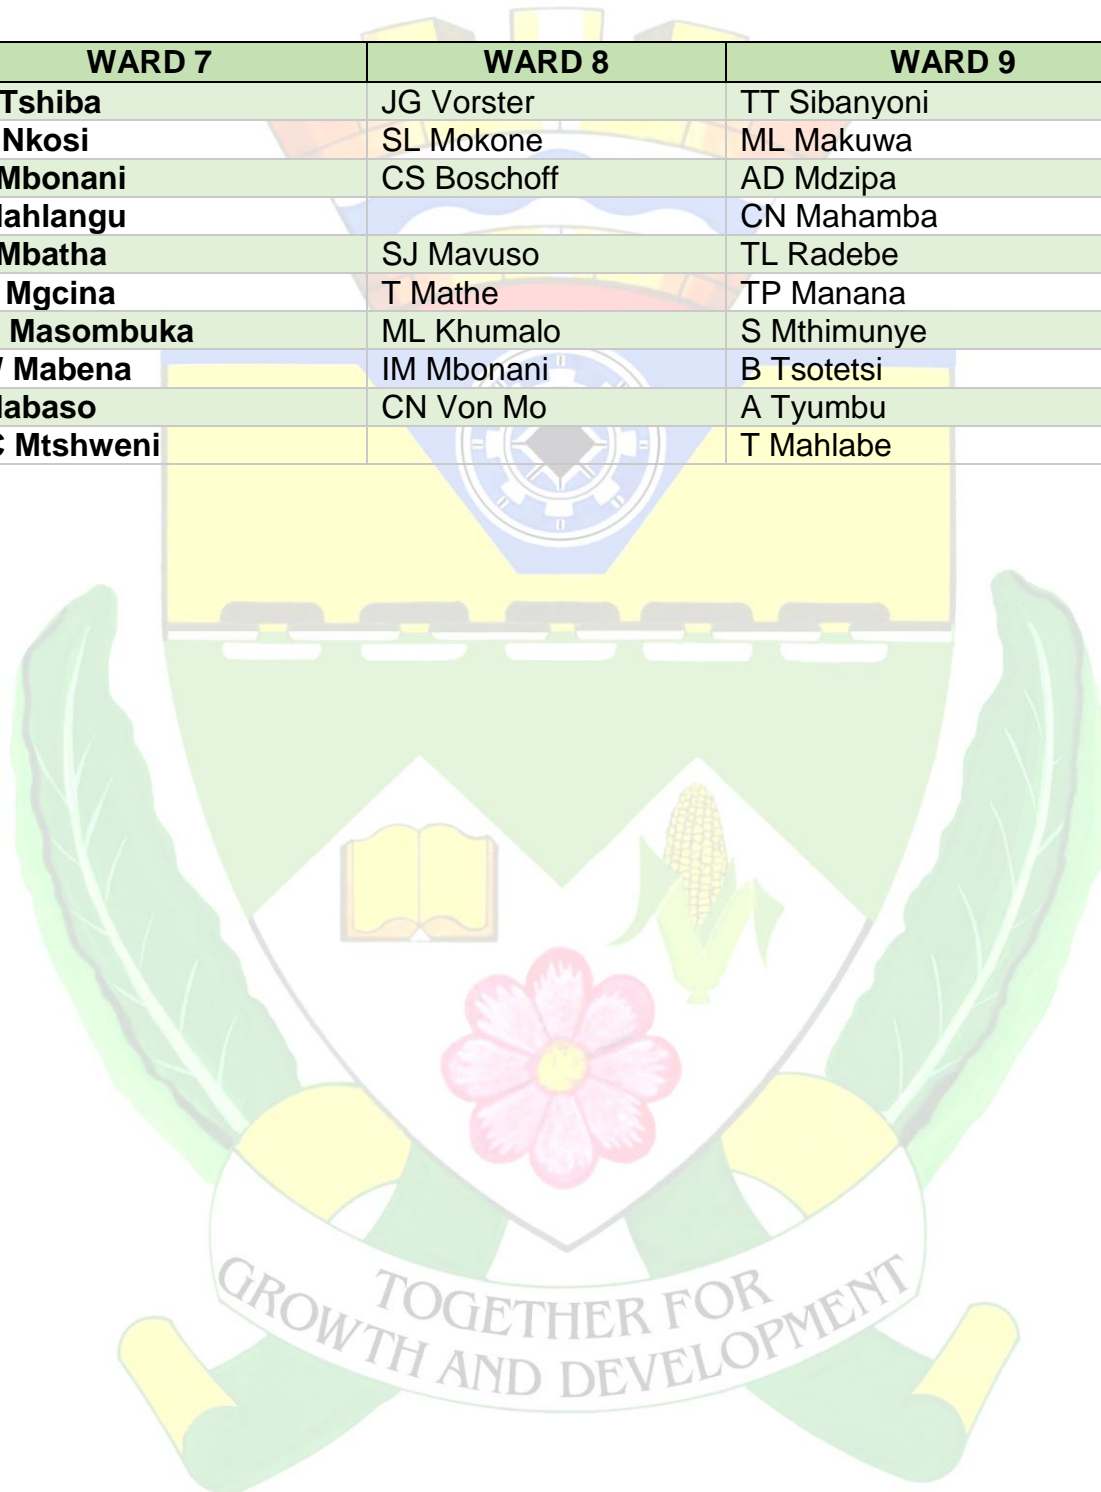 WARD 7 WARD 8 WARD 9
Tshiba JG Vorster TT Sibanyoni
Nkosi SL Mokone ML Makuwa
Mbonani CS Boschoff AD Mdzipa
ahlangu CN Mahamba
Mbatha SJ Mavuso TL Radebe
Mgcina T Mathe TP Manana
Masombuka ML Khumalo S Mthimunye
Mabena IM Mbonani B Tsotetsi
abaso CN Von Mo A Tyumbu
Mtshweni T Mahlabe
TOGETHER FOR
GROWTH AND DEVELOPMENT